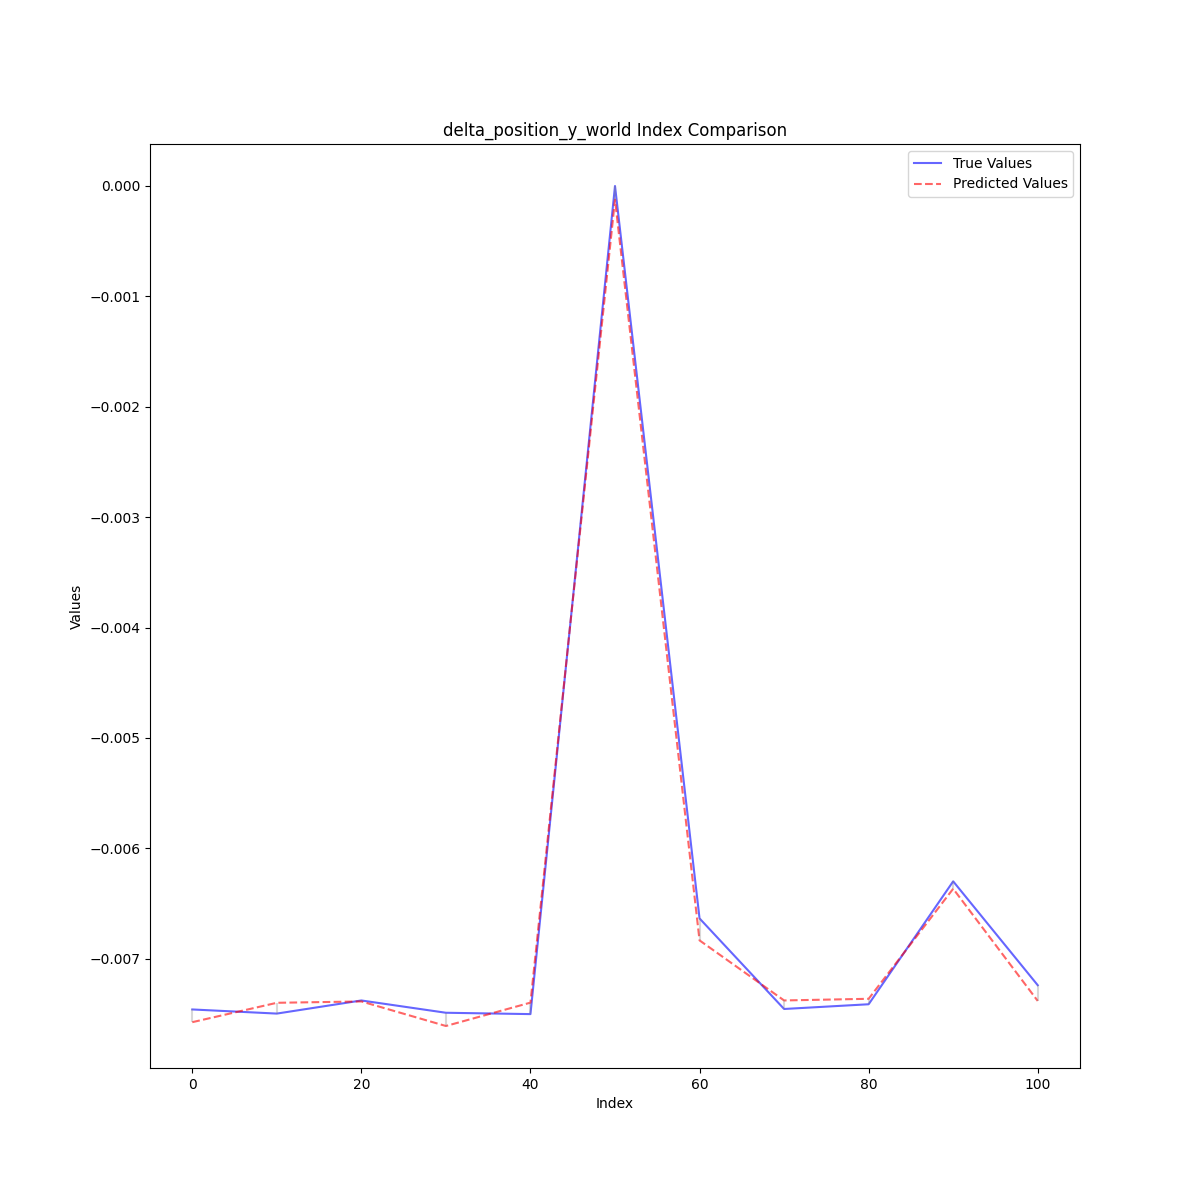 delta_position_y_world Index Comparison
True Values
Predicted Values
0.000
−0.001
−0.002
−0.003
−0.004
−0.005
−0.006
−0.007
Values
0 20 40 60 80 100
Index